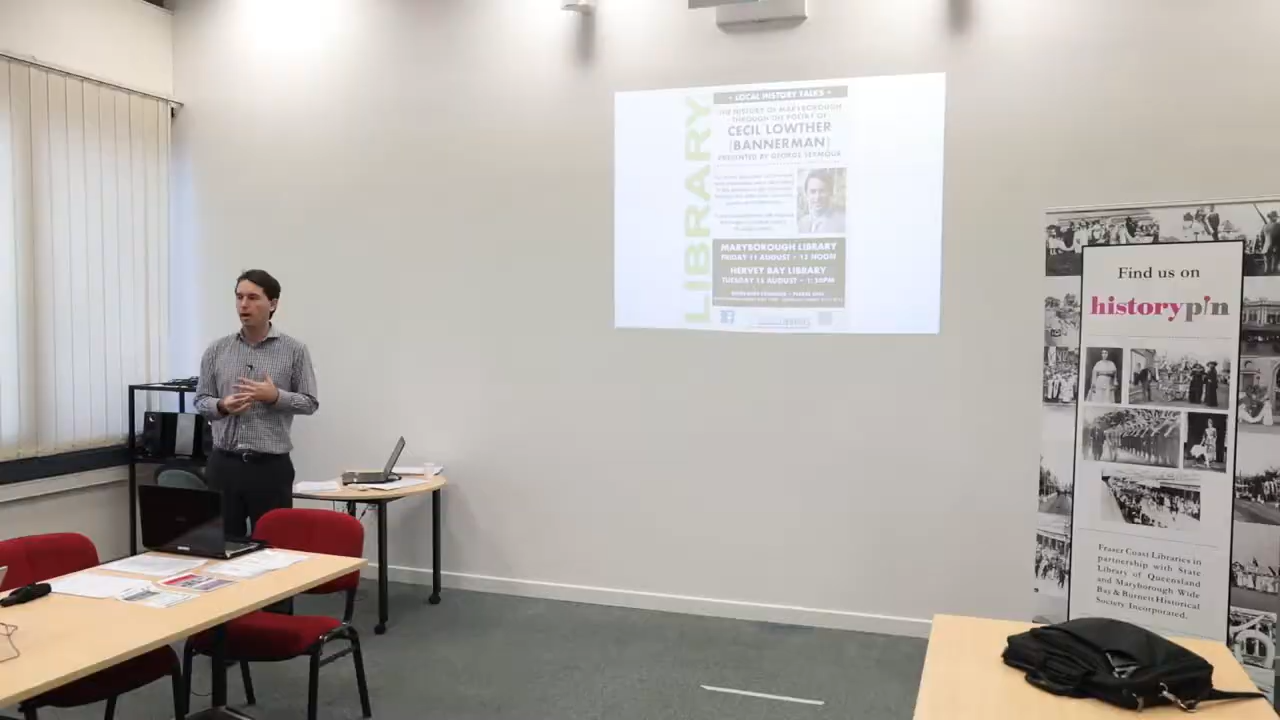 LIBRARY
• LOCAL HISTORY TALKS •
THE HISTORY OF MARYBOROUGH
THROUGH THE POETRY OF
CECIL LOWTHER
(BANNERMAN)
PRESENTED BY GEORGE SEYMOUR
MARYBOROUGH LIBRARY
FRIDAY 11 AUGUST • 12 NOON
HERVEY BAY LIBRARY
TUESDAY 15 AUGUST • 1:30PM
Find us on
historypin
Fraser Coast Libraries in
partnership with State
Library of Queensland
and Maryborough Wide
Bay & Burnett Historical
Society Incorporated.